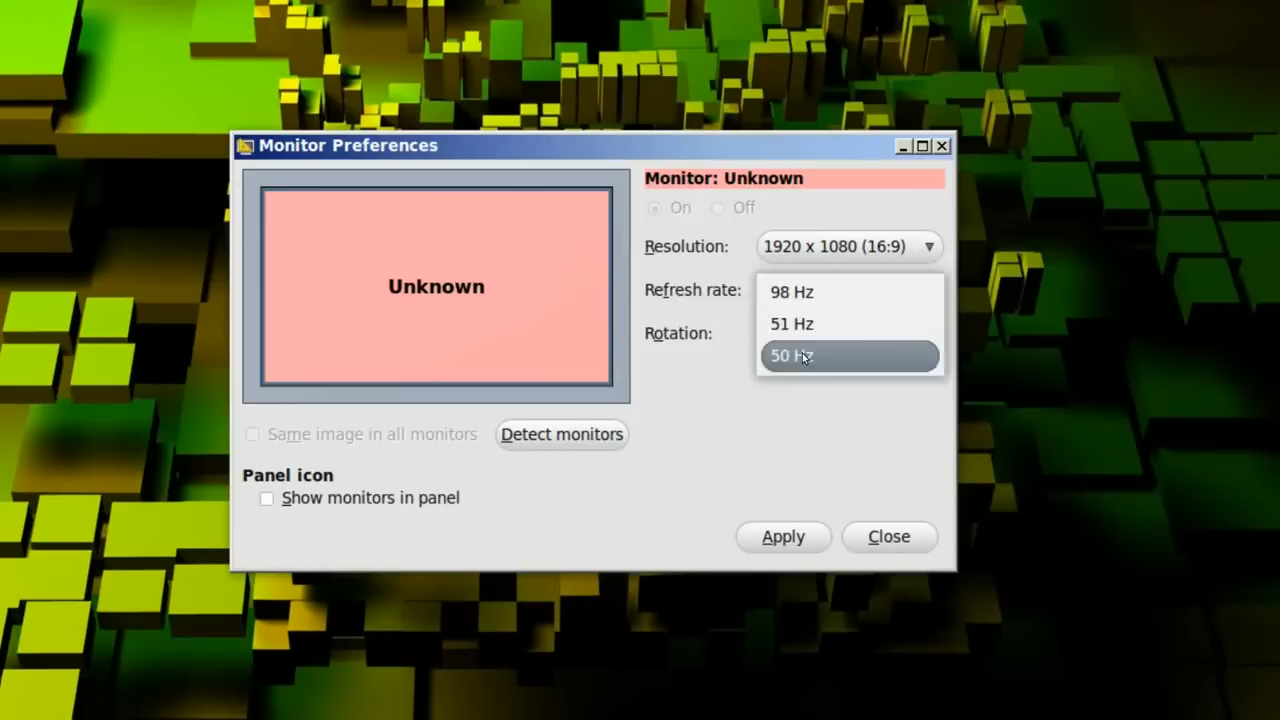 Monitor Preferences
Monitor: Unknown
On Off
Resolution: 1920 x 1080 (16:9)
Unknown
Refresh rate:
98 Hz
51 Hz
50 Hz
Rotation:
Same image in all monitors
Detect monitors
Panel icon
Show monitors in panel
Apply
Close